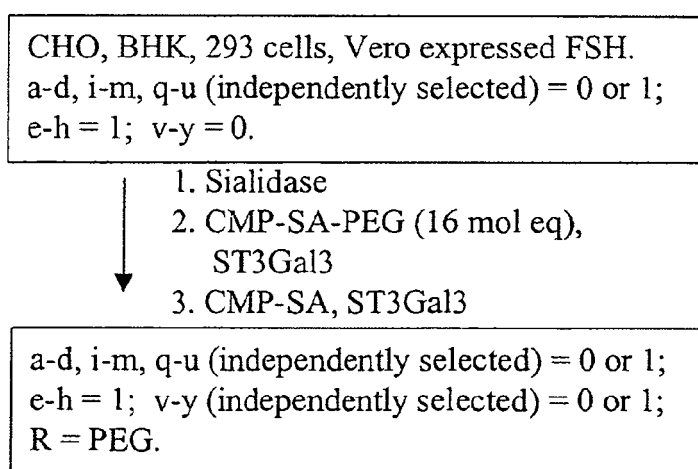 CHO, BHK, 293 cells, Vero expressed FSH.
a-d, i-m, q-u (independently selected) = 0 or 1;
e-h = 1; v-y = 0.
1. Sialidase
2. CMP-SA-PEG (16 mol eq),
ST3Gal3
3. CMP-SA, ST3Gal3
a-d, i-m, q-u (independently selected) = 0 or 1;
e-h = 1; v-y (independently selected) = 0 or 1;
R = PEG.